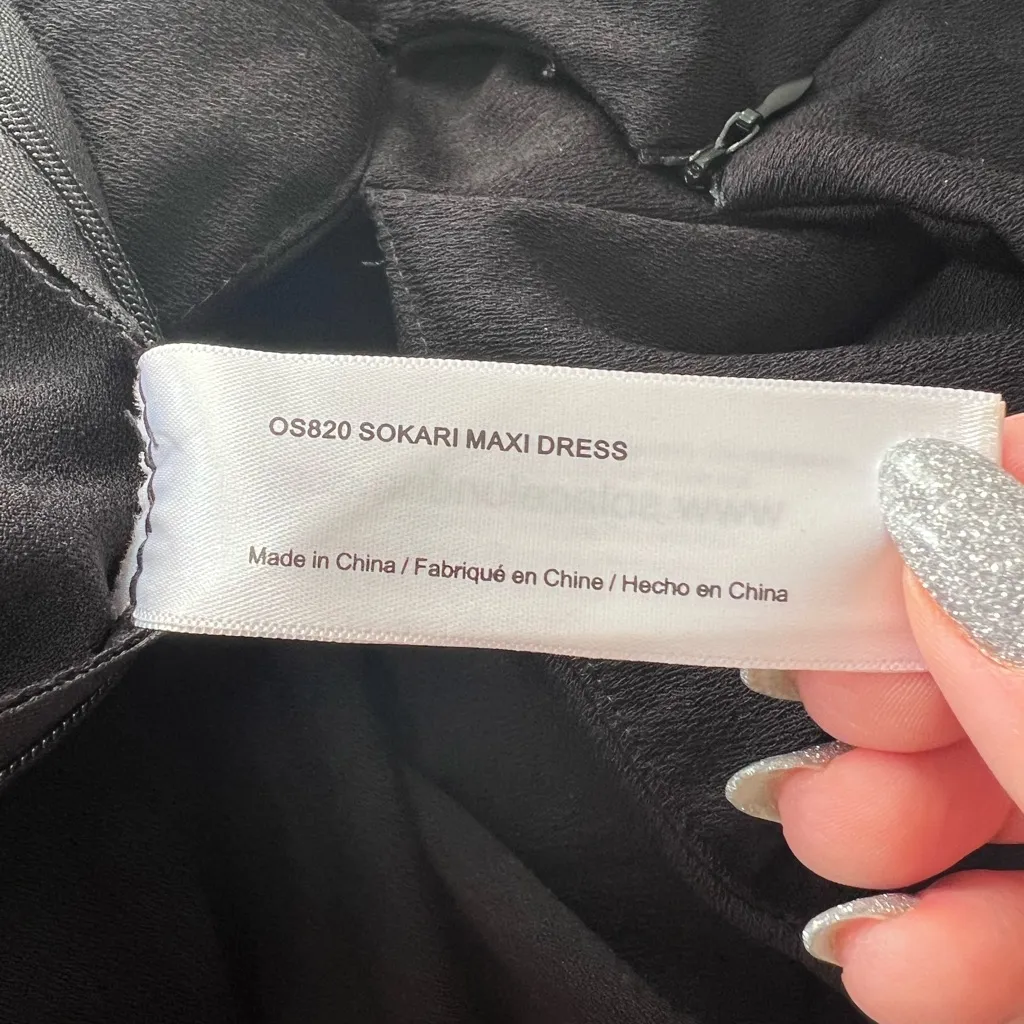 OS820 SOKARI MAXI DRESS
Made in China / Fabriqué en Chine / Hecho en China